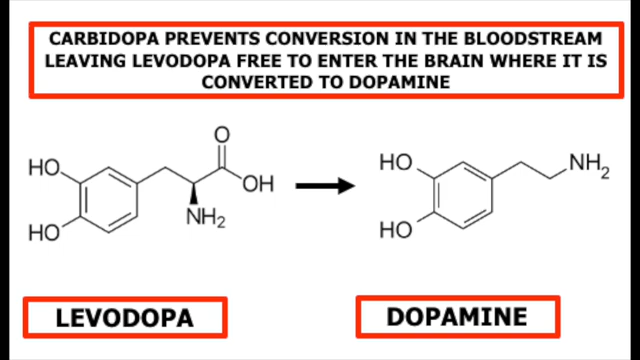 CARBIDOPA PREVENTS CONVERSION IN THE BLOODSTREAM
LEAVING LEVODOPA FREE TO ENTER THE BRAIN WHERE IT IS
CONVERTED TO DOPAMINE
O
HO
OH
NH₂
HO
HO
NH₂
HO
LEVODOPA
DOPAMINE